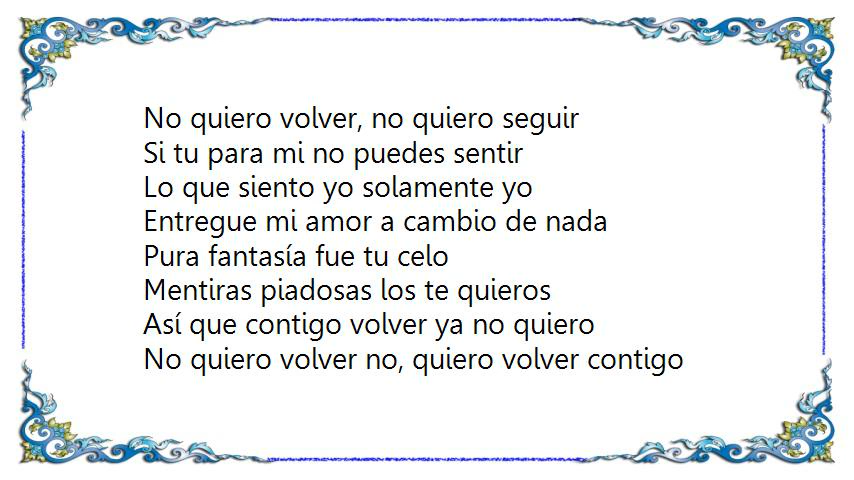 No quiero volver, no quiero seguir
Si tu para mi no puedes sentir
Lo que siento yo solamente yo
Entregue mi amor a cambio de nada
Pura fantasía fue tu celo
Mentiras piadosas los te quieros
Así que contigo volver ya no quiero
No quiero volver no, quiero volver contigo